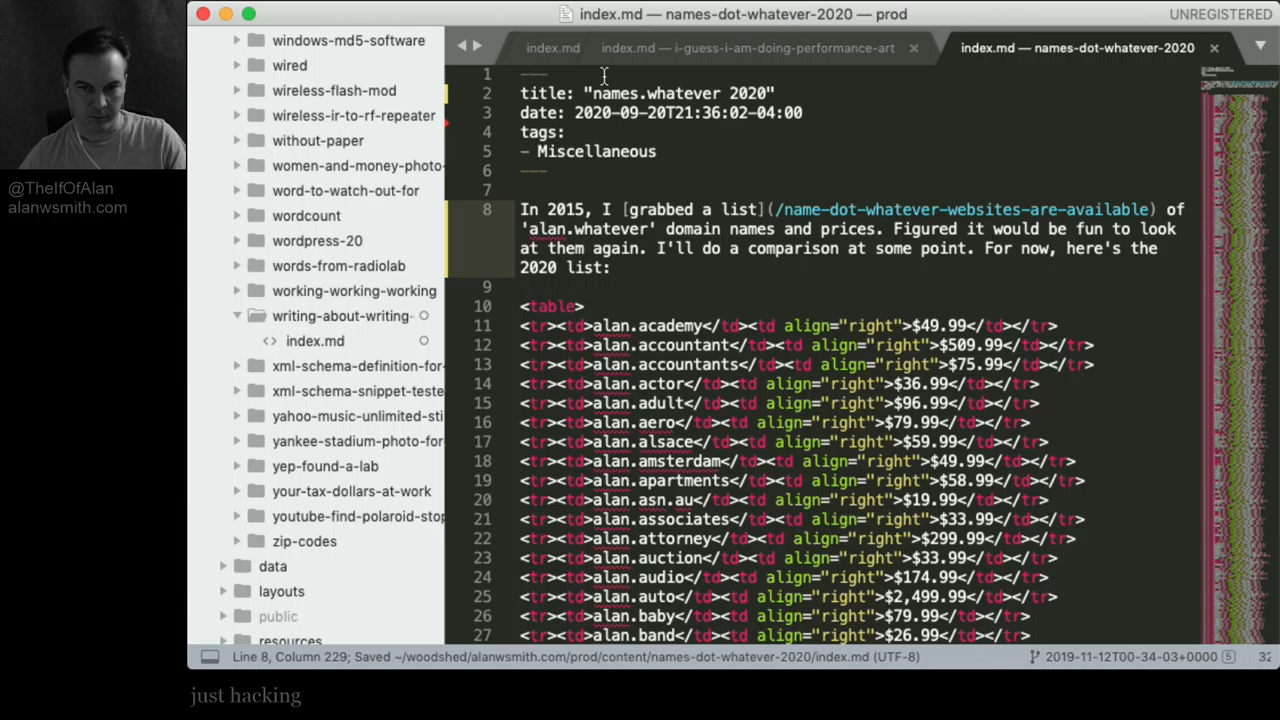 index.md — names-dot-whatever-2020 — prod
UNREGISTERED
windows-md5-software
wired
wireless-flash-mod
wireless-ir-to-rf-repeater
without-paper
women-and-money-photo-
word-to-watch-out-for
wordcount
wordpress-20
words-from-radiolab
working-working-working
writing-about-writing-
<> index.md
xml-schema-definition-for-
xml-schema-snippet-teste
yahoo-music-unlimited-sti
yankee-stadium-photo-for-
yep-found-a-lab
your-tax-dollars-at-work
youtube-find-polaroid-stop
zip-codes
data
layouts
public
resources
index.md
index.md — i-guess-i-am-doing-performance-art
index.md — names-dot-whatever-2020
1 ---
2 title: "names.whatever 2020"
3 date: 2020-09-20T21:36:02-04:00
4 tags:
5 - Miscellaneous
6 ---
7
8 In 2015, I [grabbed a list](/name-dot-whatever-websites-are-available) of
'alan.whatever' domain names and prices. Figured it would be fun to look
at them again. I'll do a comparison at some point. For now, here's the
2020 list:
9
10 <table>
11 <tr><td>alan.academy</td><td align="right">$49.99</td></tr>
12 <tr><td>alan.accountant</td><td align="right">$509.99</td></tr>
13 <tr><td>alan.accountants</td><td align="right">$75.99</td></tr>
14 <tr><td>alan.actor</td><td align="right">$36.99</td></tr>
15 <tr><td>alan.adult</td><td align="right">$96.99</td></tr>
16 <tr><td>alan.aero</td><td align="right">$79.99</td></tr>
17 <tr><td>alan.alsace</td><td align="right">$59.99</td></tr>
18 <tr><td>alan.amsterdam</td><td align="right">$49.99</td></tr>
19 <tr><td>alan.apartments</td><td align="right">$58.99</td></tr>
20 <tr><td>alan.asn.au</td><td align="right">$19.99</td></tr>
21 <tr><td>alan.associates</td><td align="right">$33.99</td></tr>
22 <tr><td>alan.attorney</td><td align="right">$299.99</td></tr>
23 <tr><td>alan.auction</td><td align="right">$33.99</td></tr>
24 <tr><td>alan.audio</td><td align="right">$174.99</td></tr>
25 <tr><td>alan.auto</td><td align="right">$2,499.99</td></tr>
26 <tr><td>alan.baby</td><td align="right">$79.99</td></tr>
27 <tr><td>alan.band</td><td align="right">$26.99</td></tr>
Line 8, Column 229; Saved ~/woodshed/alanwsmith.com/prod/content/names-dot-whatever-2020/index.md (UTF-8)
2019-11-12T00-34-03+0000 5
32
@TheIfOfAlan
alanwsmith.com
just hacking